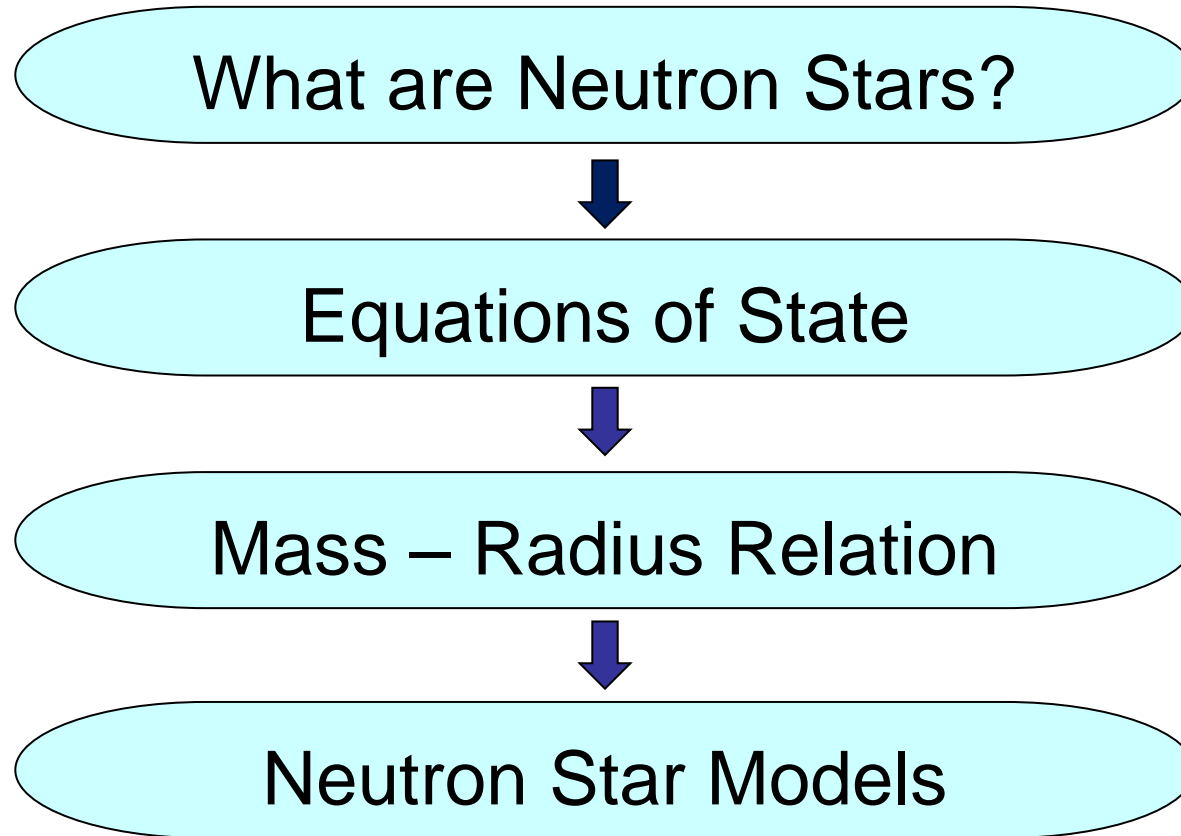 What are Neutron Stars?
Equations of State
Mass – Radius Relation
Neutron Star Models